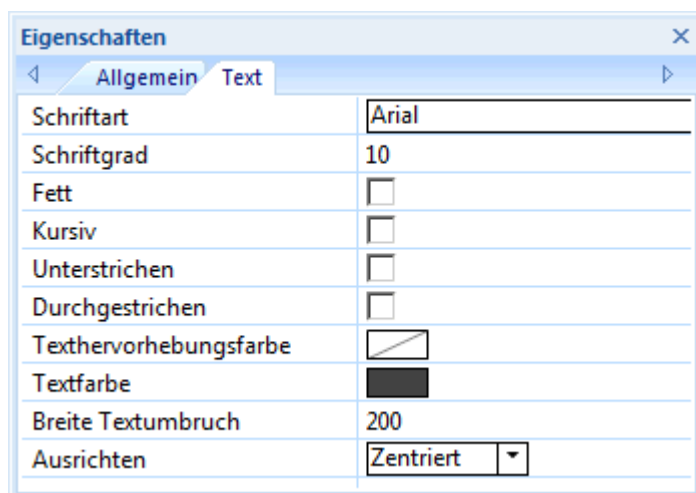 Eigenschaften
Allgemein Text
Schriftart Arial
Schriftgrad 10
Fett
Kursiv
Unterstrichen
Durchgestrichen
Texthervorhebungsfarbe
Textfarbe
Breite Textumbruch 200
Ausrichten Zentriert